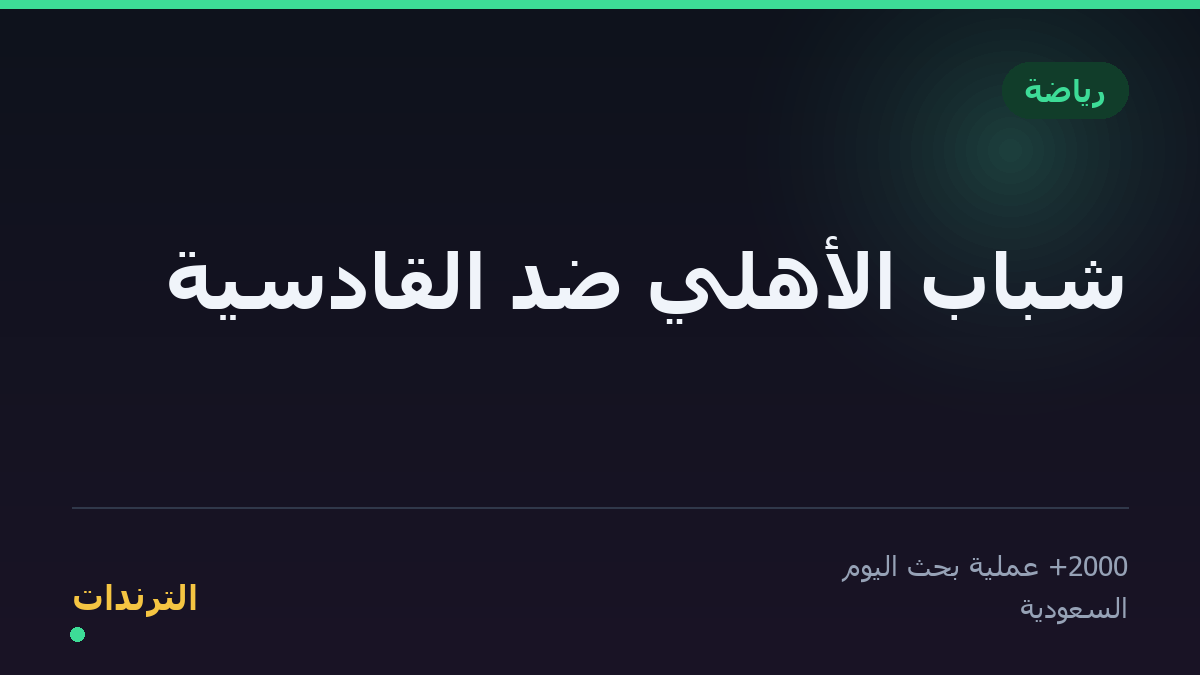 رياضة
شباب الأهلي ضد القادسية
2000+ عملية بحث اليوم
السعودية
الترندات